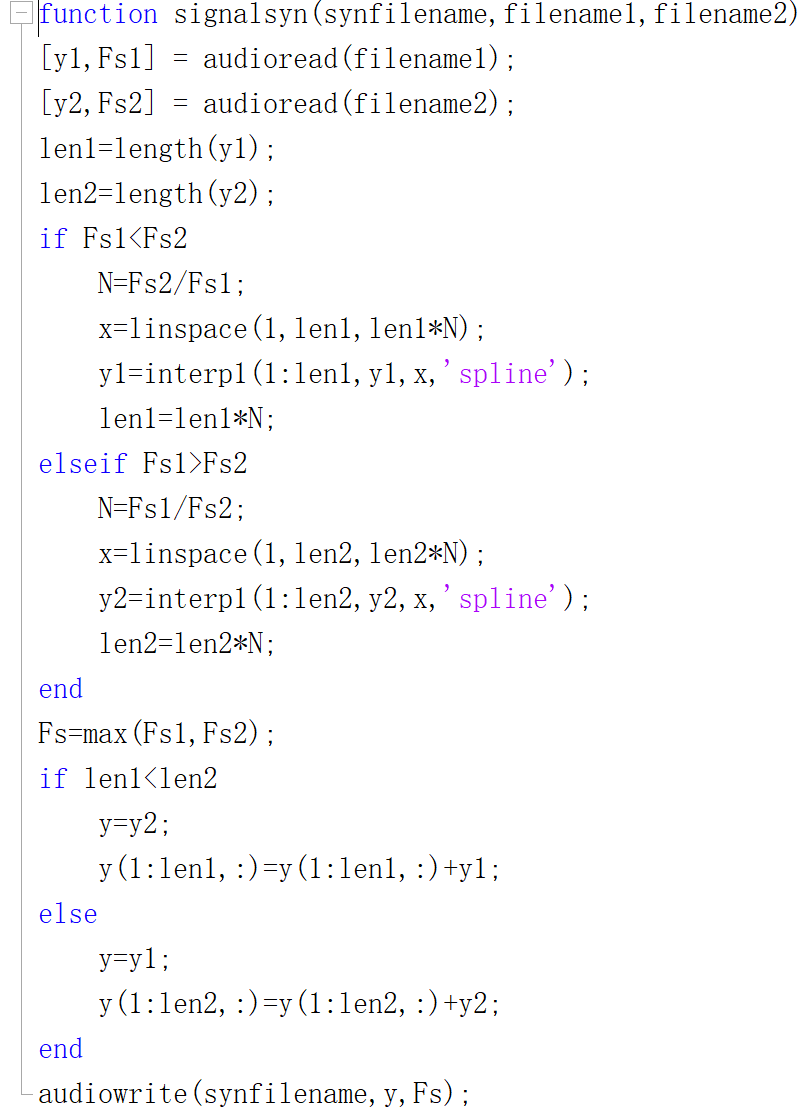 function signalsyn(synfilename,filename1,filename2)
[y1,Fs1] = audioread(filename1);
[y2,Fs2] = audioread(filename2);
len1=length(y1);
len2=length(y2);
if Fs1<Fs2
    N=Fs2/Fs1;
    x=linspace(1,len1,len1*N);
    y1=interp1(1:len1,y1,x,'spline');
    len1=len1*N;
elseif Fs1>Fs2
    N=Fs1/Fs2;
    x=linspace(1,len2,len2*N);
    y2=interp1(1:len2,y2,x,'spline');
    len2=len2*N;
end
Fs=max(Fs1,Fs2);
if len1<len2
    y=y2;
    y(1:len1,:)=y(1:len1,:)+y1;
else
    y=y1;
    y(1:len2,:)=y(1:len2,:)+y2;
end
audiowrite(synfilename,y,Fs);